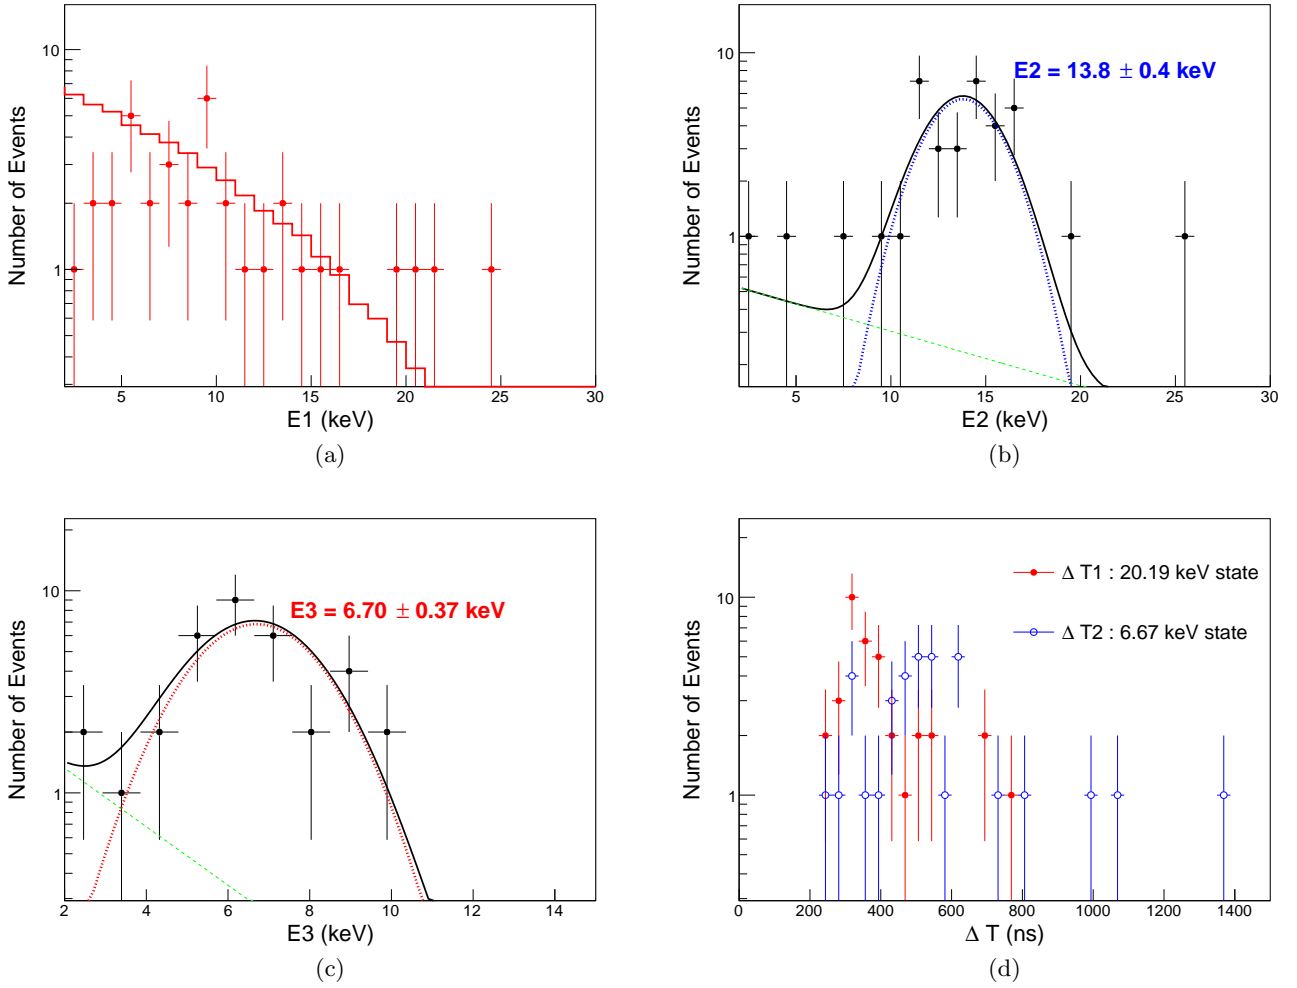 10
1
Number of Events
5
10
15
20
25
30
E1 (keV)
(a)
E2 = 13.8 ± 0.4 keV
10
1
Number of Events
5
10
15
20
25
30
E2 (keV)
(b)
E3 = 6.70 ± 0.37 keV
10
1
Number of Events
2
4
6
8
10
12
14
E3 (keV)
(c)
Δ T1 : 20.19 keV state
Δ T2 : 6.67 keV state
10
1
Number of Events
0
200
400
600
800
1000
1200
1400
Δ T (ns)
(d)